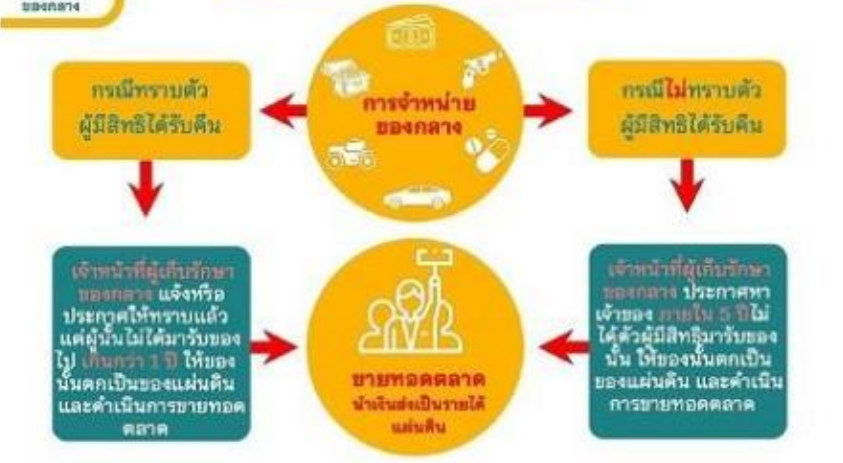 ของกลาง
การจำหน่าย
ของกลาง
กรณีทราบตัว
ผู้มีสิทธิได้รับคืน
กรณีไม่ทราบตัว
ผู้มีสิทธิได้รับคืน
เจ้าหน้าที่ผู้เก็บรักษา
ของกลาง แจ้งหรือ
ประกาศให้ทราบแล้ว
แต่ผู้นั้นไม่ได้มารับของ
ไป เกินกว่า 1 ปี ให้ของ
นั้นตกเป็นของแผ่นดิน
และดำเนินการขายทอด
ตลาด
เจ้าหน้าที่ผู้เก็บรักษา
ของกลาง ประกาศหา
เจ้าของ ภายใน 5 ปีไม่
ได้ตัวผู้มีสิทธิมารับของ
นั้น ให้ของนั้นตกเป็น
ของแผ่นดิน และดำเนิน
การขายทอดตลาด
ขายทอดตลาด
นำเงินส่งเป็นรายได้
แผ่นดิน